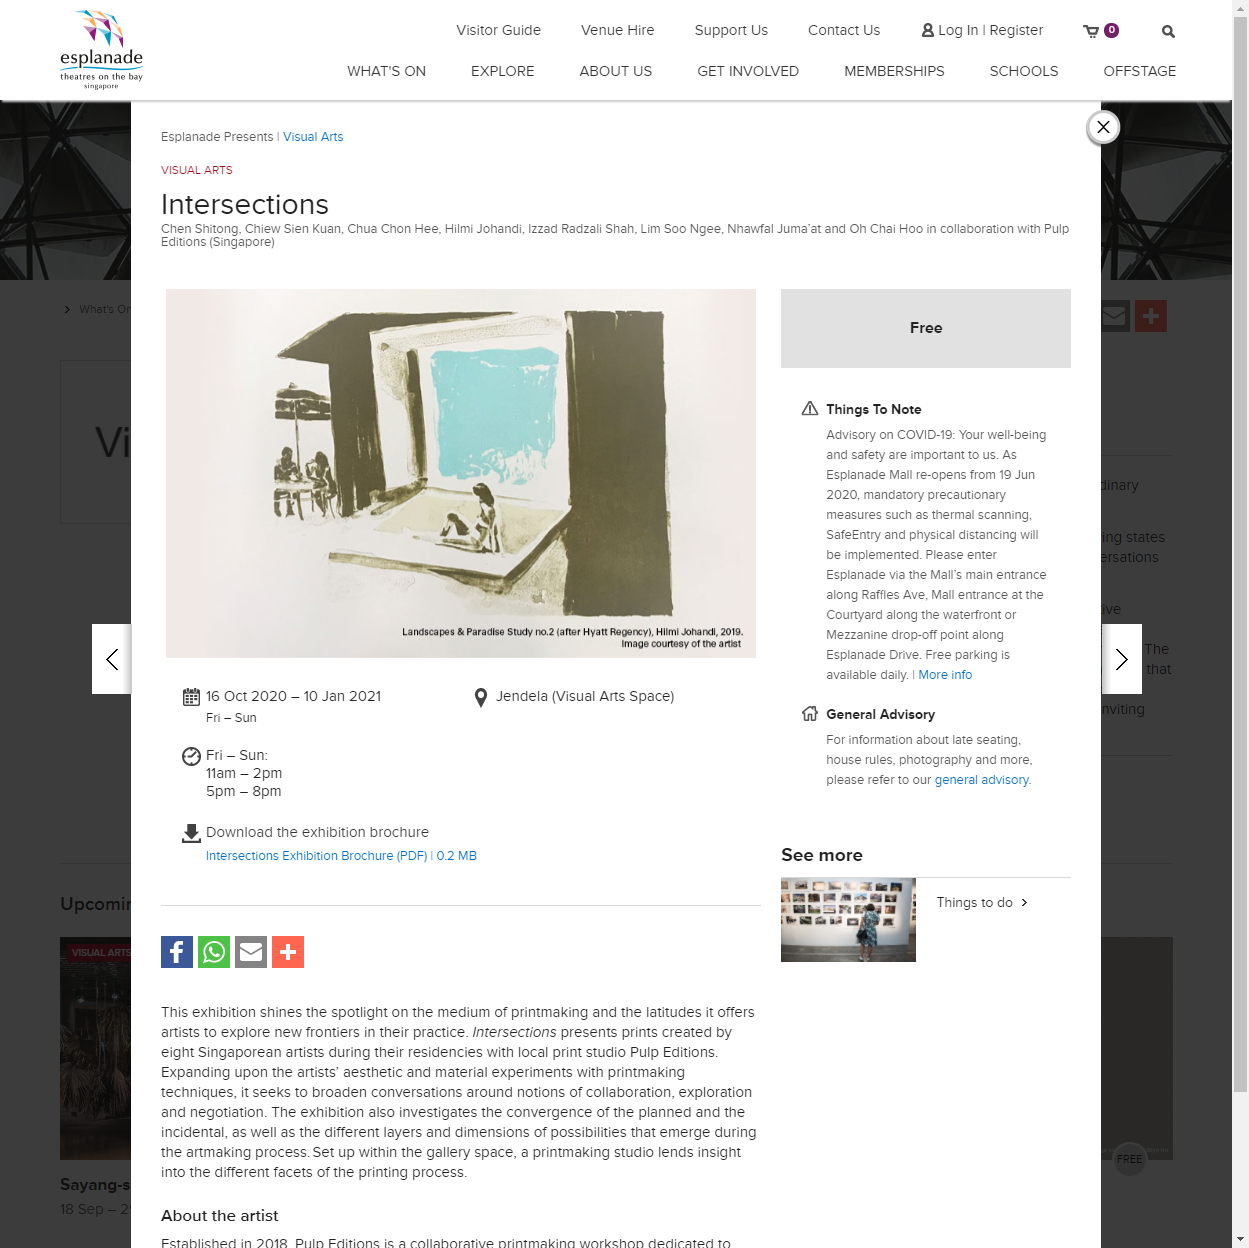 esplanade
theatres on the bay
singapore
Visitor Guide
Venue Hire
Support Us
Contact Us
Log In | Register
0
WHAT'S ON
EXPLORE
ABOUT US
GET INVOLVED
MEMBERSHIPS
SCHOOLS
OFFSTAGE
Esplanade Presents | Visual Arts
VISUAL ARTS
Intersections
Chen Shitong, Chiew Sien Kuan, Chua Chon Hee, Hilmi Johandi, Izzad Radzali Shah, Lim Soo Ngee, Nhawfal Juma'at and Oh Chai Hoo in collaboration with Pulp
Editions (Singapore)
What's On
Vi
Landscapes & Paradise Study no.2 (after Hyatt Regency), Hilmi Johandi, 2019.
Image courtesy of the artist
16 Oct 2020 – 10 Jan 2021
Fri – Sun
Jendela (Visual Arts Space)
Fri – Sun:
11am – 2pm
5pm – 8pm
Download the exhibition brochure
Intersections Exhibition Brochure (PDF) | 0.2 MB
This exhibition shines the spotlight on the medium of printmaking and the latitudes it offers
artists to explore new frontiers in their practice. Intersections presents prints created by
eight Singaporean artists during their residencies with local print studio Pulp Editions.
Expanding upon the artists' aesthetic and material experiments with printmaking
techniques, it seeks to broaden conversations around notions of collaboration, exploration
and negotiation. The exhibition also investigates the convergence of the planned and the
incidental, as well as the different layers and dimensions of possibilities that emerge during
the artmaking process. Set up within the gallery space, a printmaking studio lends insight
into the different facets of the printing process.
About the artist
Established in 2018, Pulp Editions is a collaborative printmaking workshop dedicated to
Free
Things To Note
Advisory on COVID-19: Your well-being
and safety are important to us. As
Esplanade Mall re-opens from 19 Jun
2020, mandatory precautionary
measures such as thermal scanning,
SafeEntry and physical distancing will
be implemented. Please enter
Esplanade via the Mall's main entrance
along Raffles Ave, Mall entrance at the
Courtyard along the waterfront or
Mezzanine drop-off point along
Esplanade Drive. Free parking is
available daily. | More info
General Advisory
For information about late seating,
house rules, photography and more,
please refer to our general advisory.
See more
Things to do
Upcomin
VISUAL ARTS
Sayang-s
18 Sep – 2
dinary
ing states
ersations
ive
The
that
nviting
FREE